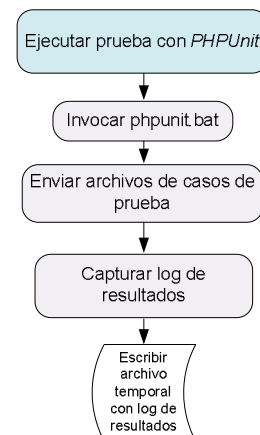 Ejecutar prueba con PHPUnit
Invocar phpunit.bat
Enviar archivos de casos de
prueba
Capturar log de
resultados
Escribir
archivo
temporal
con log de
resultados